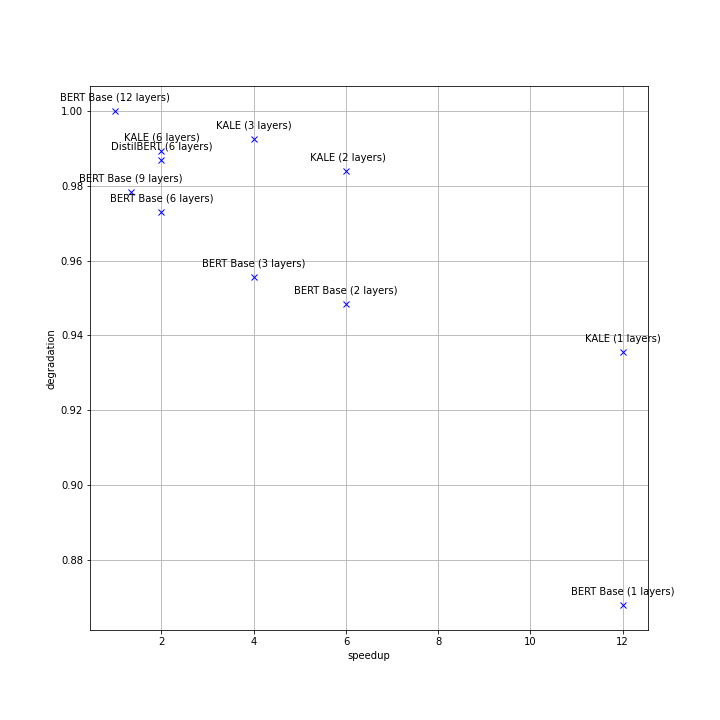 BERT Base (12 layers)
1.00
KALE (3 layers)
KALE (6 layers)
DistilBERT (6 layers)
KALE (2 layers)
0.98
BERT Base (9 layers)
BERT Base (6 layers)
0.96
BERT Base (3 layers)
BERT Base (2 layers)
0.94
KALE (1 layers)
degradation
0.92
0.90
0.88
BERT Base (1 layers)
2
4
6
8
10
12
speedup